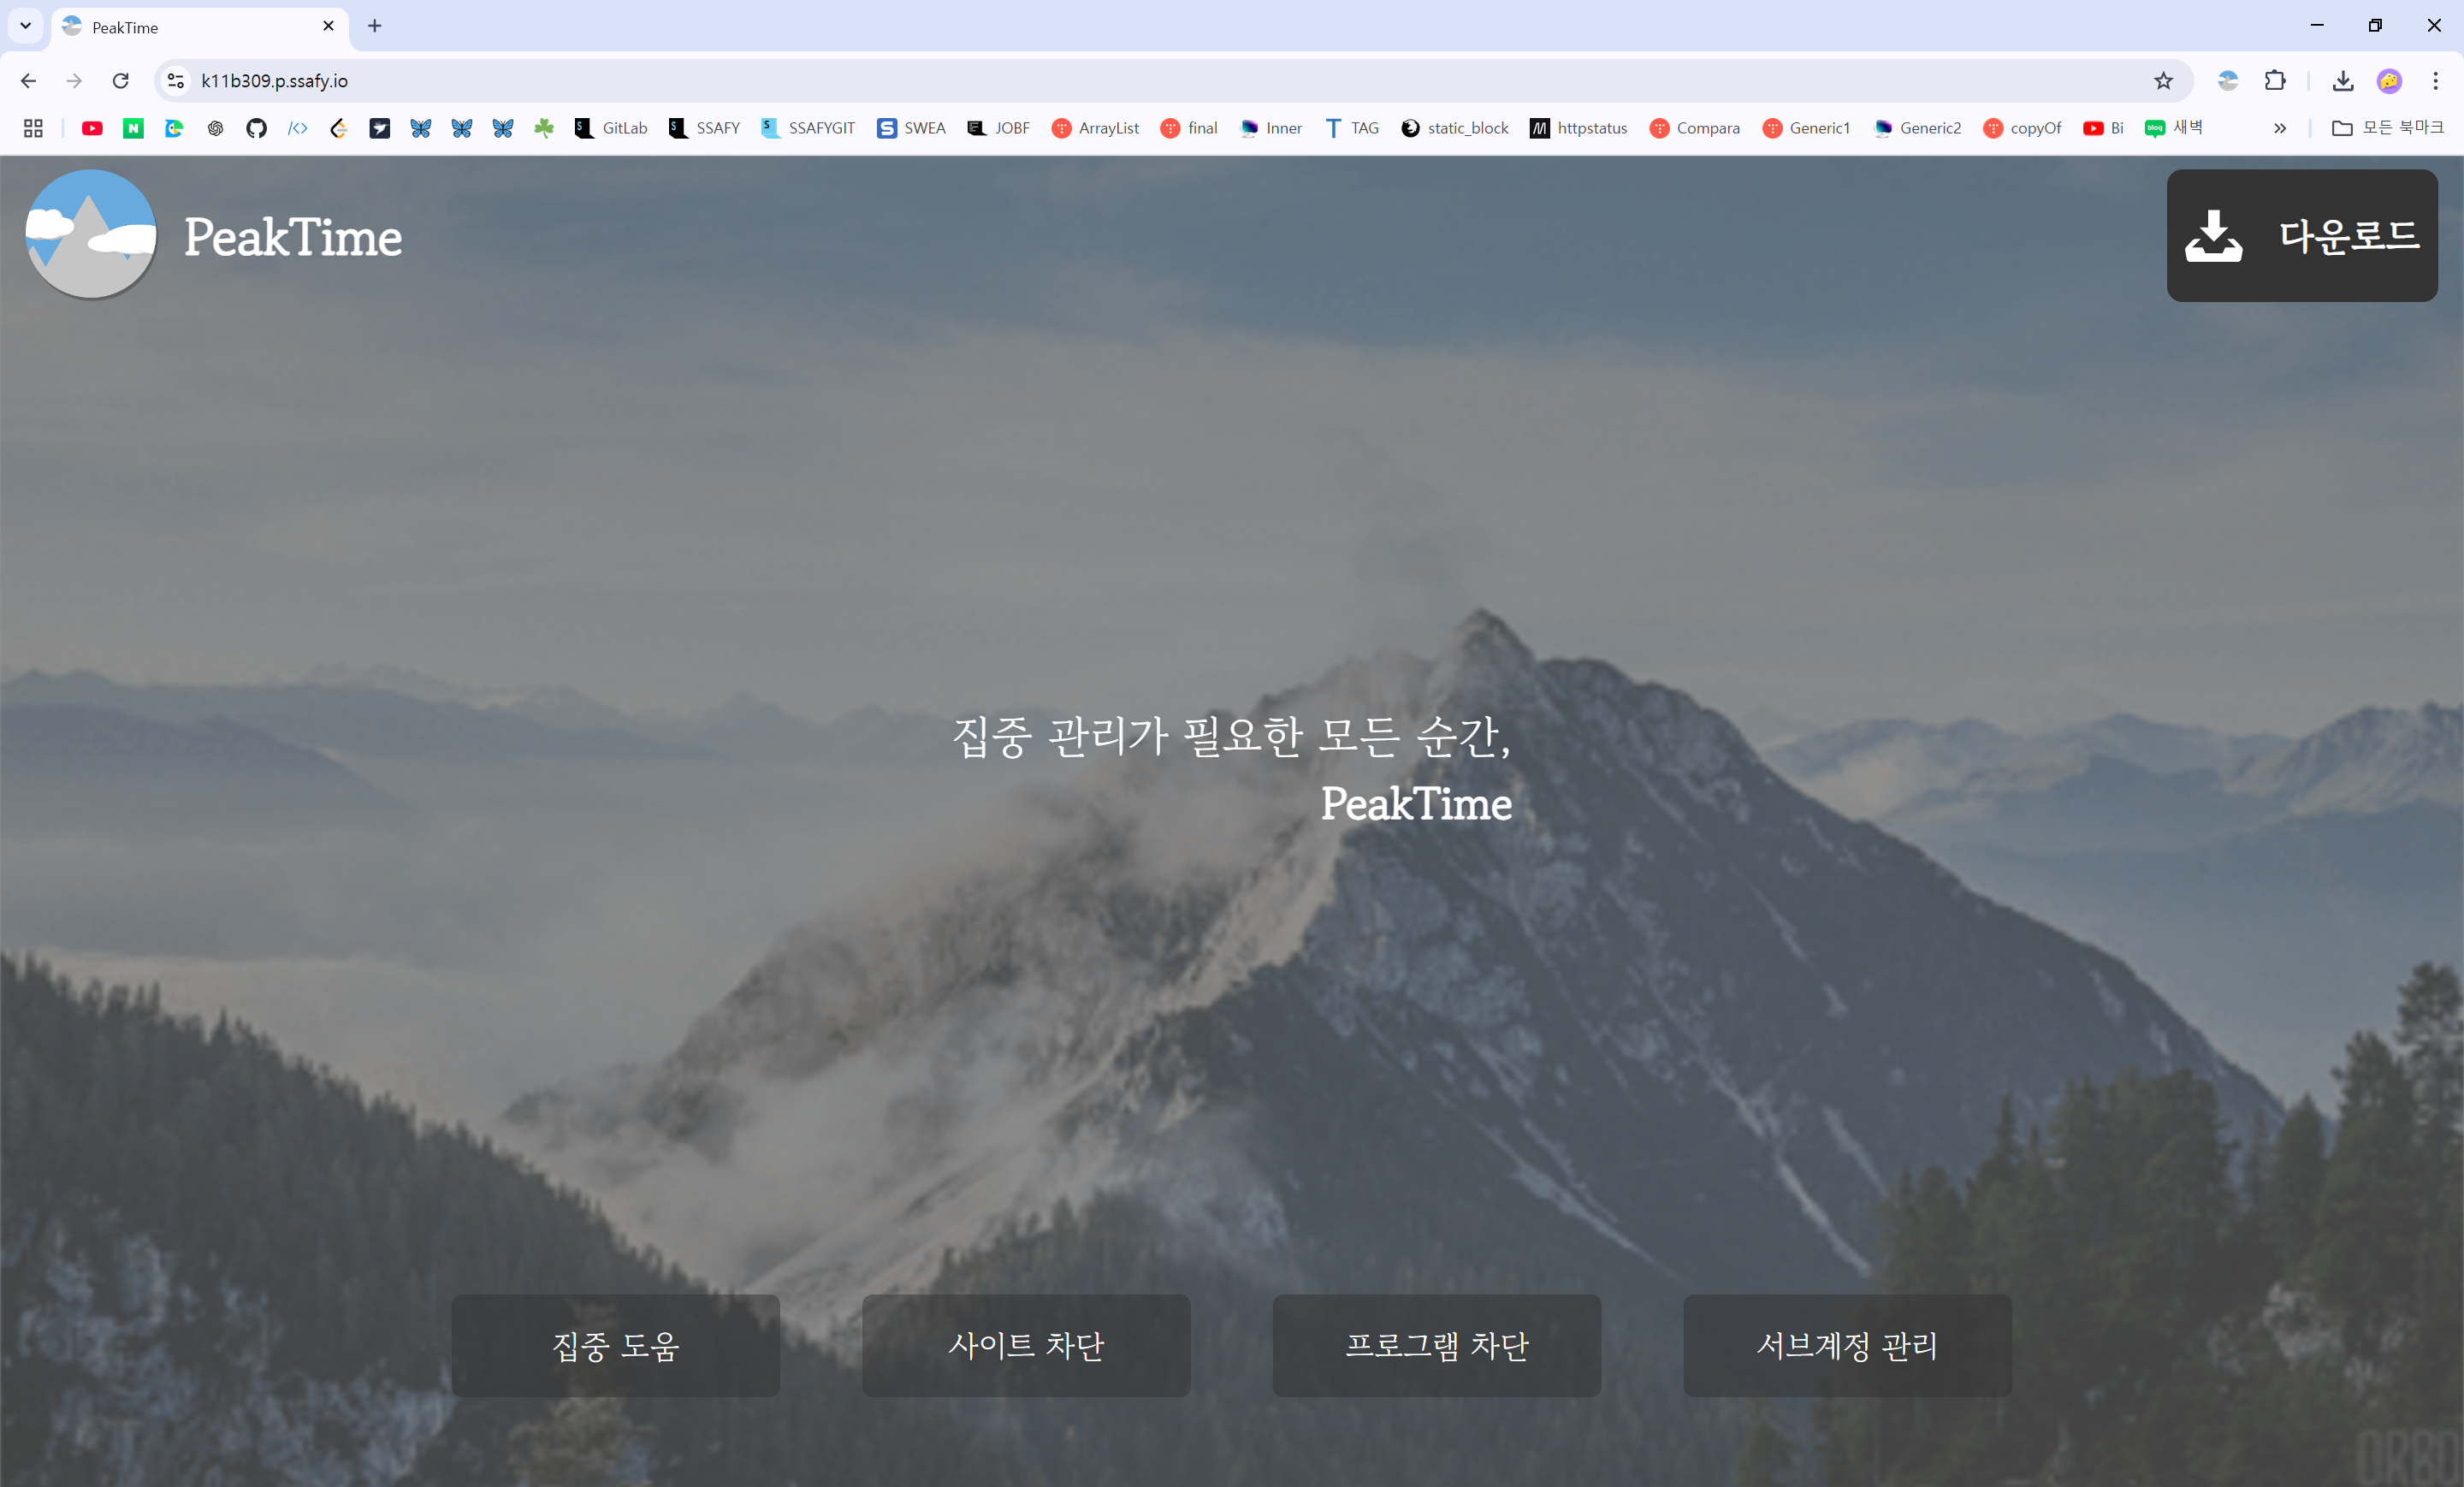 PeakTime
k11b309.p.ssafy.io
GitLab SSAFY SSAFYGIT SWEA JOBF ArrayList final Inner TAG static_block httpstatus Compara Generic1 Generic2 copyOf Bi 새벽 모든 북마크
PeakTime
다운로드
집중 관리가 필요한 모든 순간,
PeakTime
집중 도움
사이트 차단
프로그램 차단
서브계정 관리